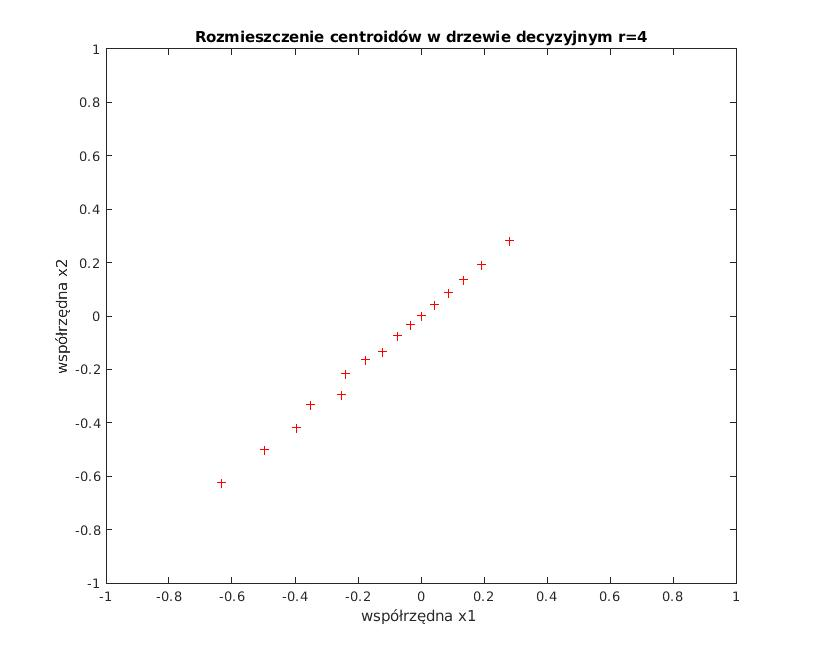 Rozmieszczenie centroidów w drzewie decyzyjnym r=4
1
0.8
0.6
0.4
0.2
0
-0.2
-0.4
-0.6
-0.8
-1
współrzędna x2
-1 -0.8 -0.6 -0.4 -0.2 0 0.2 0.4 0.6 0.8 1
współrzędna x1